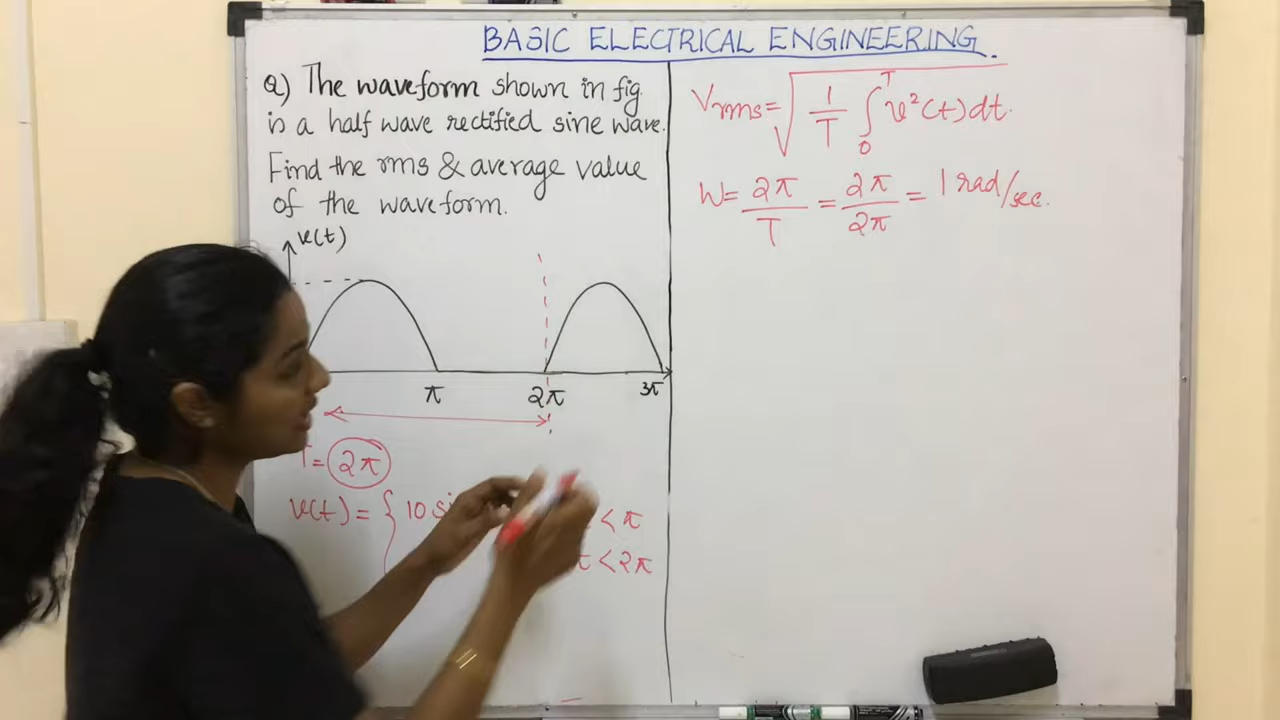 BASIC ELECTRICAL ENGINEERING.
Q) The waveform shown in fig.
is a half wave rectified sine wave.
Find the rms & average value
of the waveform.
v(t)
π 2π 3π
T = 2π
v(t) = { 10 < π
< 2π
Vrms = √ 1/T ∫₀ᵀ v²(t) dt.
W = 2π/T = 2π/2π = 1 rad/sec.